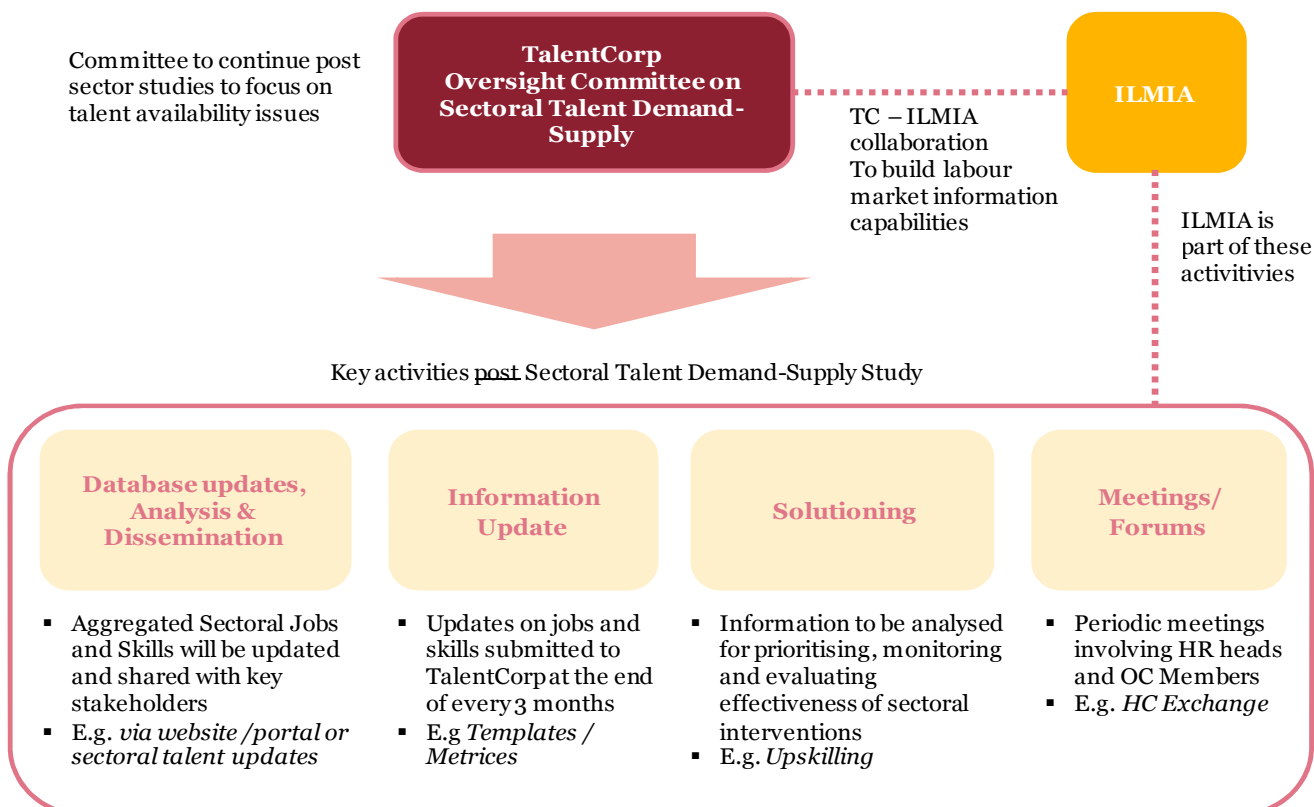 Committee to continue post
sector studies to focus on
talent availability issues
TalentCorp
Oversight Committee on
Sectoral Talent Demand-
Supply
ILMIA
TC – ILMIA
collaboration
To build labour
market information
capabilities
ILMIA is
part of these
activitivies
Key activities post Sectoral Talent Demand-Supply Study
Database updates,
Analysis &
Dissemination
▪ Aggregated Sectoral Jobs
and Skills will be updated
and shared with key
stakeholders
▪ E.g. via website /portal or
sectoral talent updates
Information
Update
▪ Updates on jobs and
skills submitted to
TalentCorp at the end
of every 3 months
▪ E.g Templates /
Metrices
Solutioning
▪ Information to be analysed
for prioritising, monitoring
and evaluating
effectiveness of sectoral
interventions
▪ E.g. Upskilling
Meetings/
Forums
▪ Periodic meetings
involving HR heads
and OC Members
▪ E.g. HC Exchange